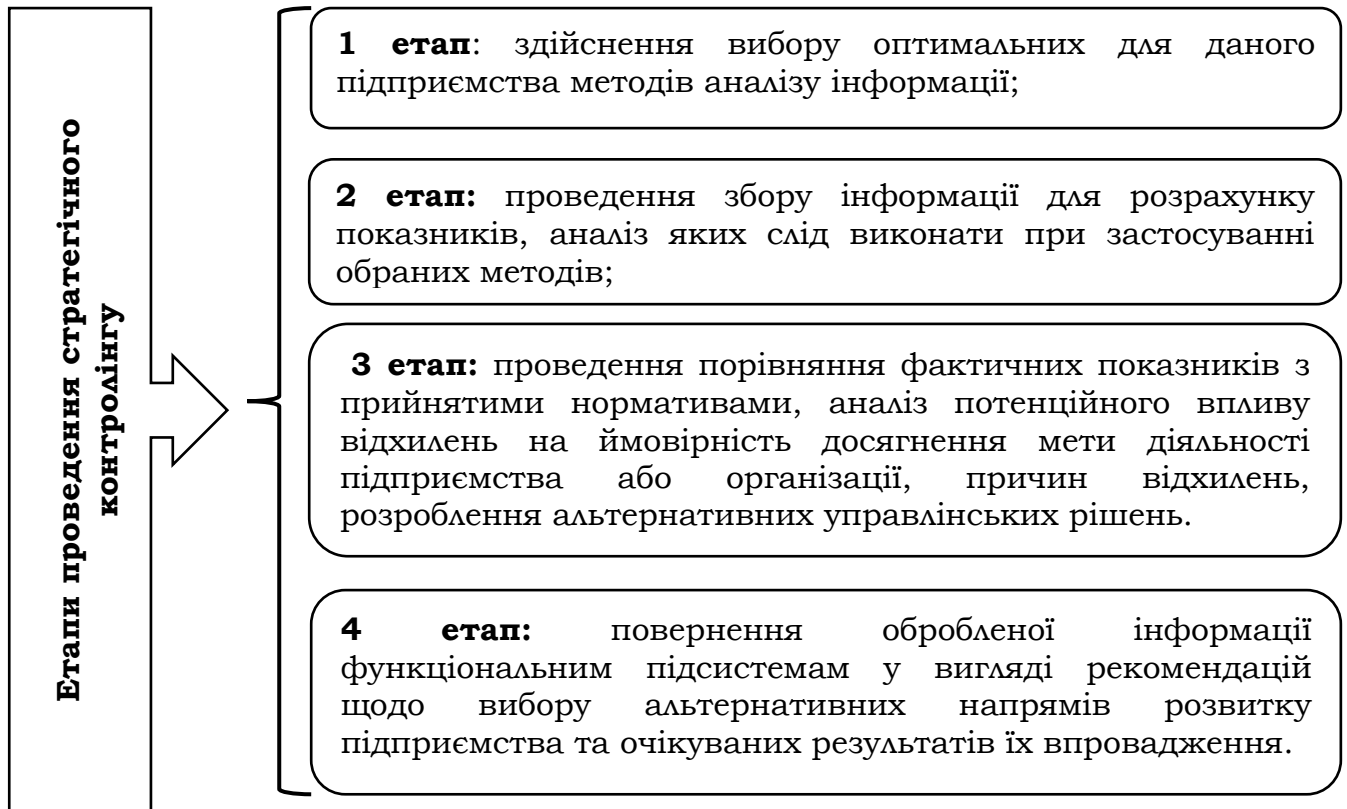 Етапи проведення стратегічного
контролінгу
1 етап: здійснення вибору оптимальних для даного
підприємства методів аналізу інформації;
2 етап: проведення збору інформації для розрахунку
показників, аналіз яких слід виконати при застосуванні
обраних методів;
3 етап: проведення порівняння фактичних показників з
прийнятими нормативами, аналіз потенційного впливу
відхилень на ймовірність досягнення мети діяльності
підприємства або організації, причин відхилень,
розроблення альтернативних управлінських рішень.
4 етап: повернення обробленої інформації
функціональним підсистемам у вигляді рекомендацій
щодо вибору альтернативних напрямів розвитку
підприємства та очікуваних результатів їх впровадження.